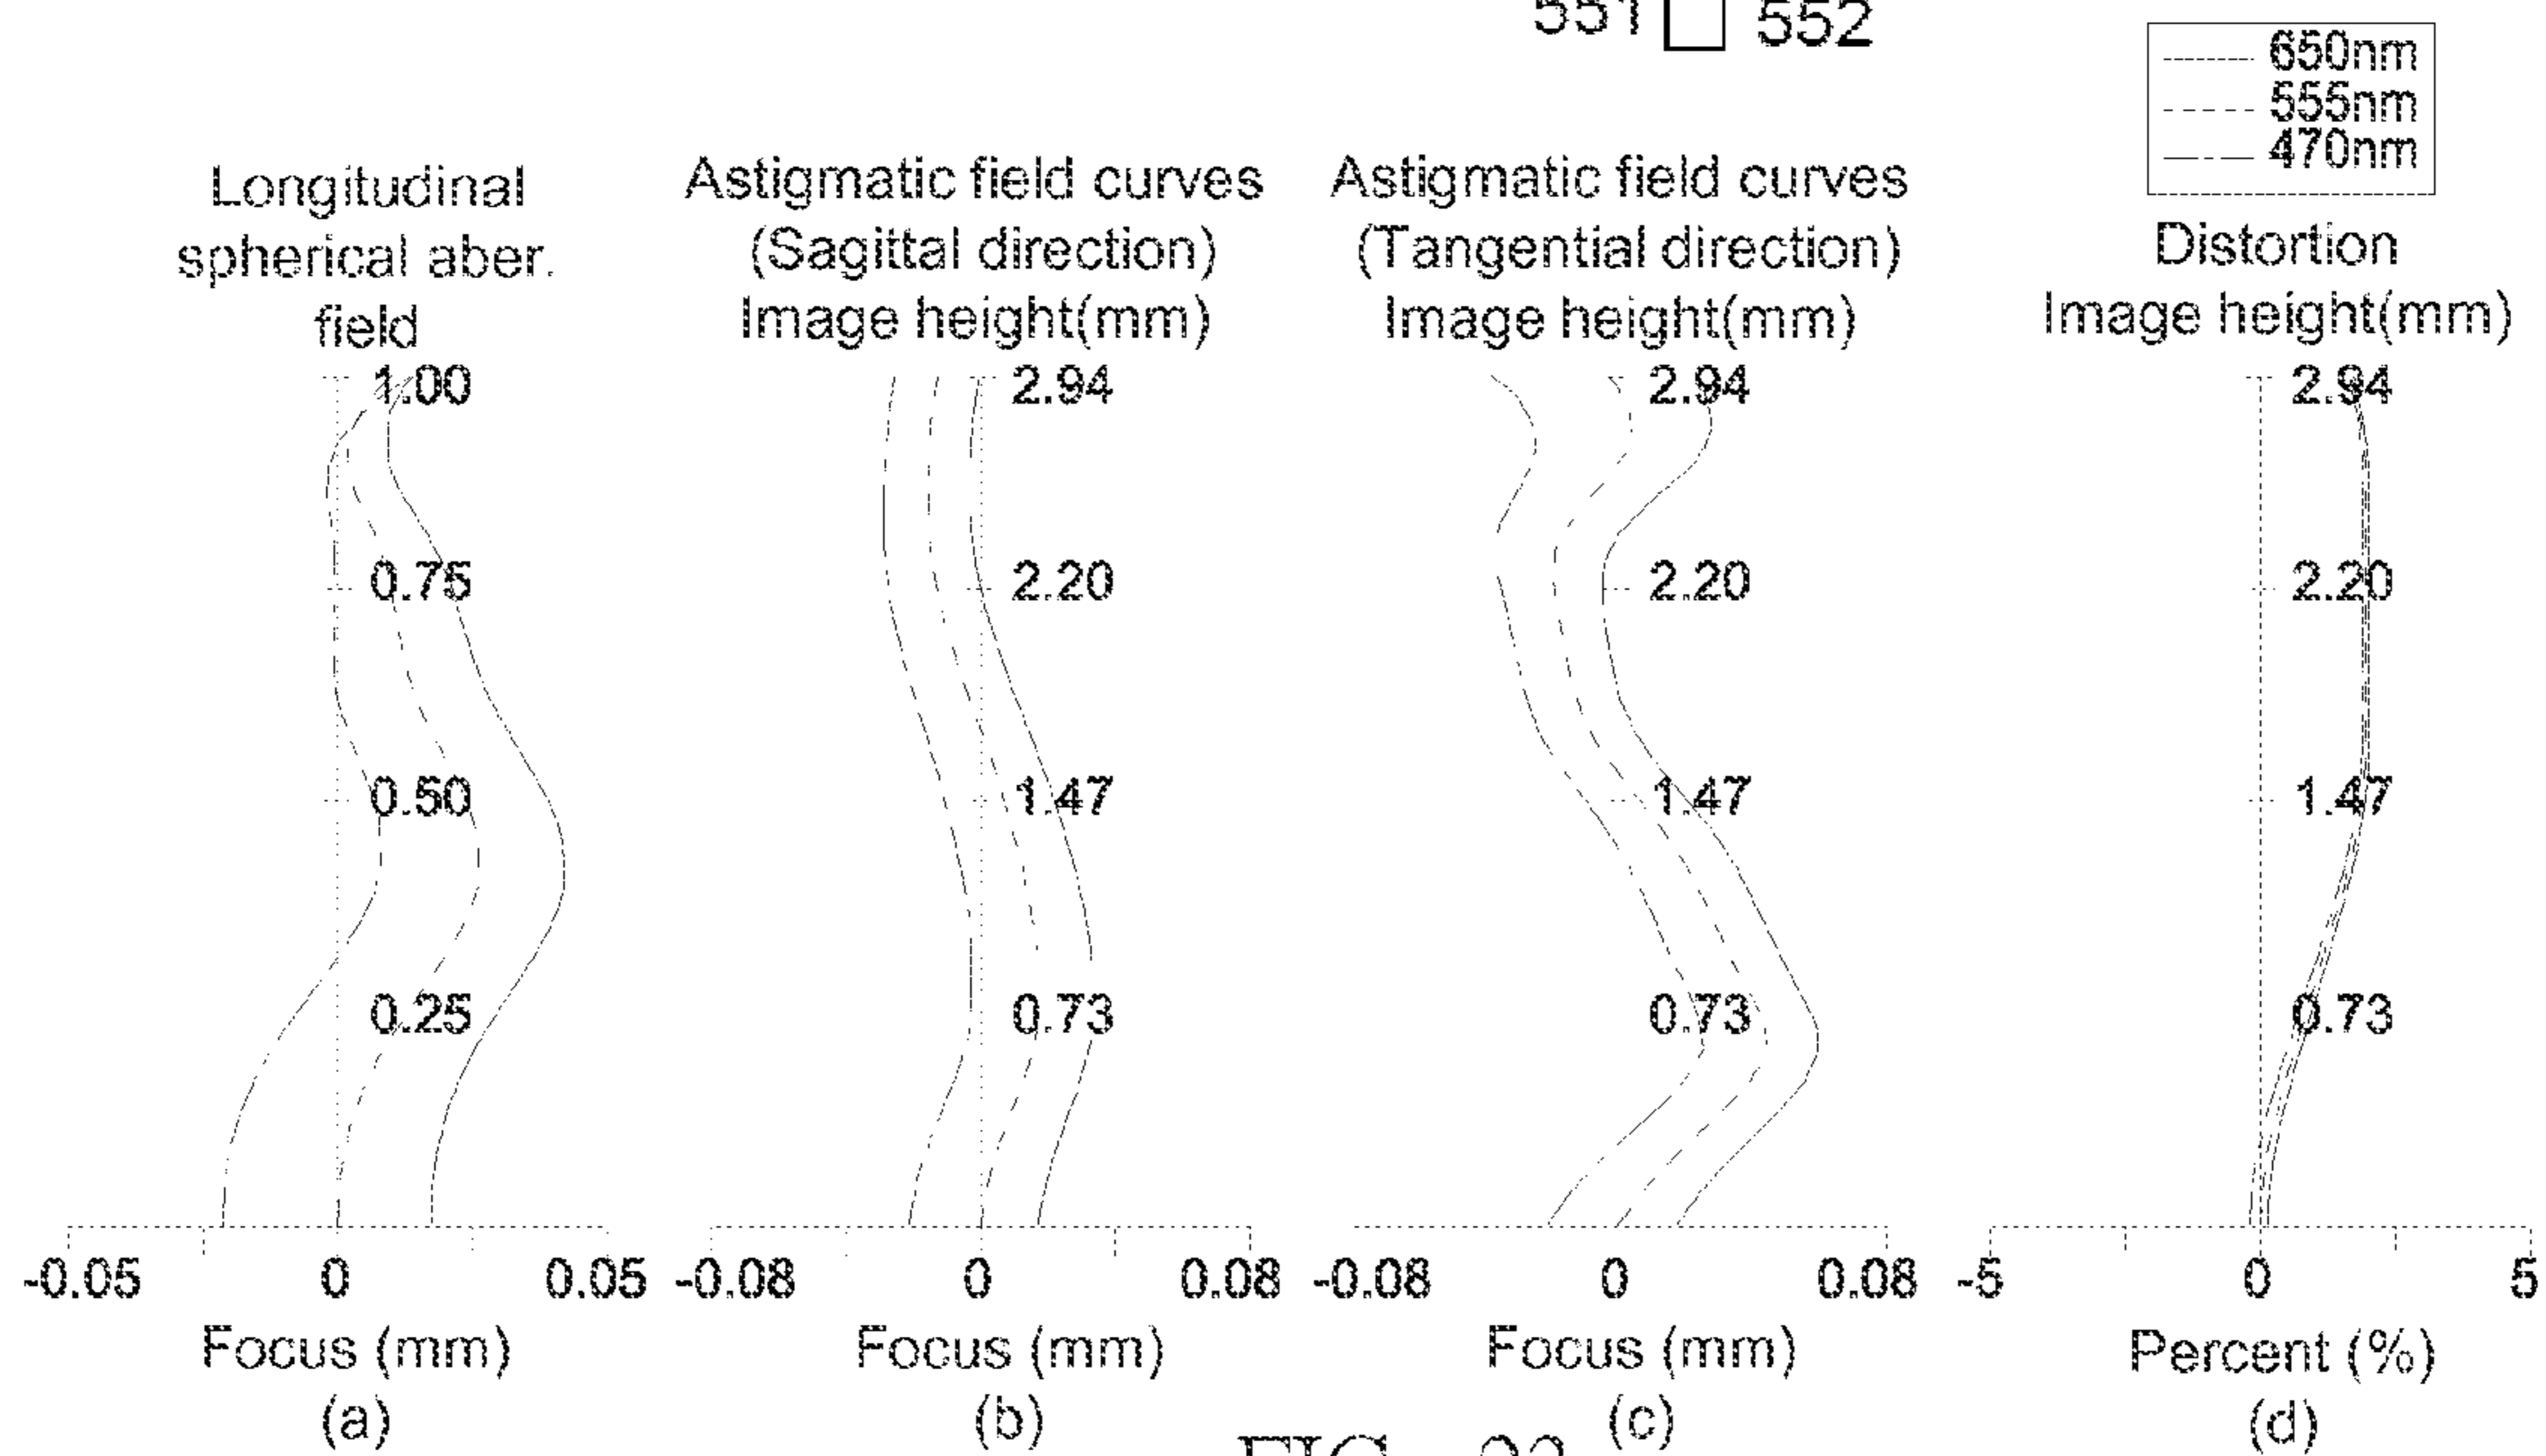 551 552
650nm
555nm
470nm
Longitudinal
spherical aber.
field
1.00
0.75
0.50
0.25
-0.05 0 0.05
Focus (mm)
(a)
Astigmatic field curves
(Sagittal direction)
Image height(mm)
2.94
2.20
1.47
0.73
-0.08 0 0.08
Focus (mm)
(b)
Astigmatic field curves
(Tangential direction)
Image height(mm)
2.94
2.20
1.47
0.73
-0.08 0 0.08
Focus (mm)
(c)
Distortion
Image height(mm)
2.94
2.20
1.47
0.73
-5 0 5
Percent (%)
(d)